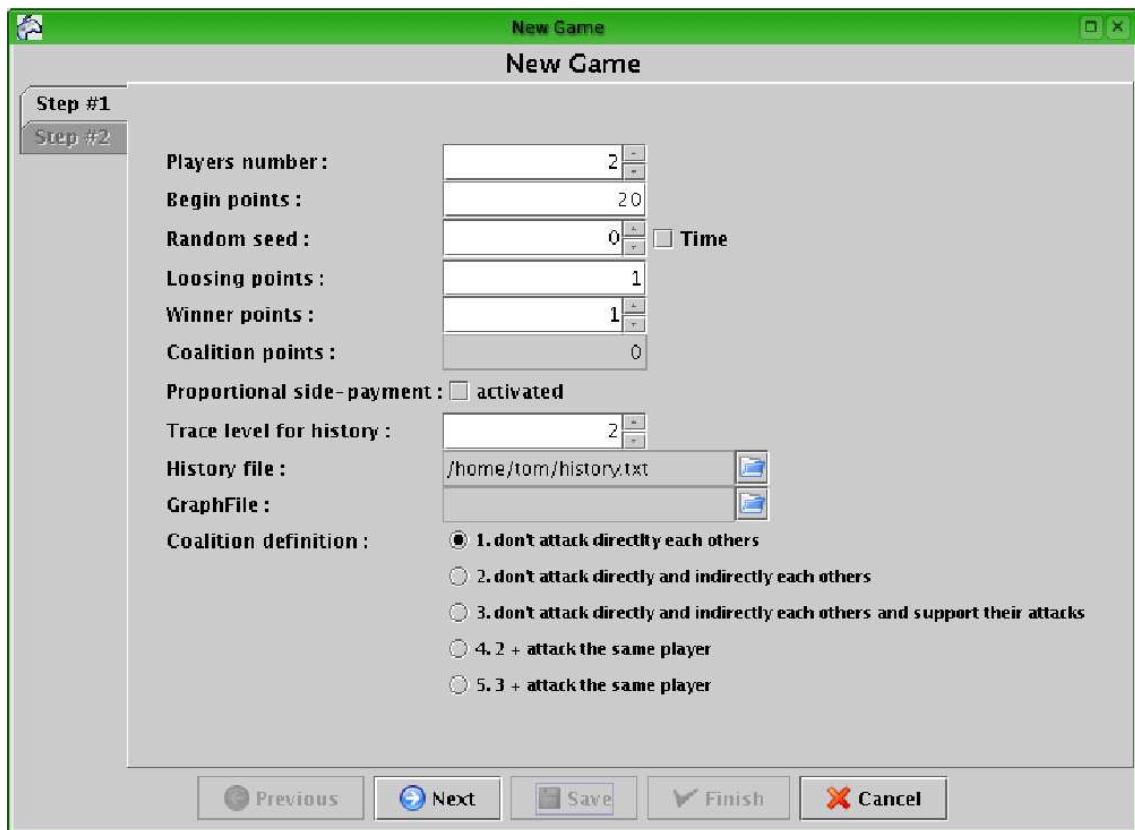 New Game
New Game
Step #1
Step #2
Players number : 2
Begin points : 20
Random seed : 0 Time
Loosing points : 1
Winner points : 1
Coalition points : 0
Proportional side-payment : activated
Trace level for history : 2
History file : /home/tom/history.txt
GraphFile :
Coalition definition : 1. don't attack directlty each others
2. don't attack directly and indirectly each others
3. don't attack directly and indirectly each others and support their attacks
4. 2 + attack the same player
5. 3 + attack the same player
Previous Next Save Finish Cancel